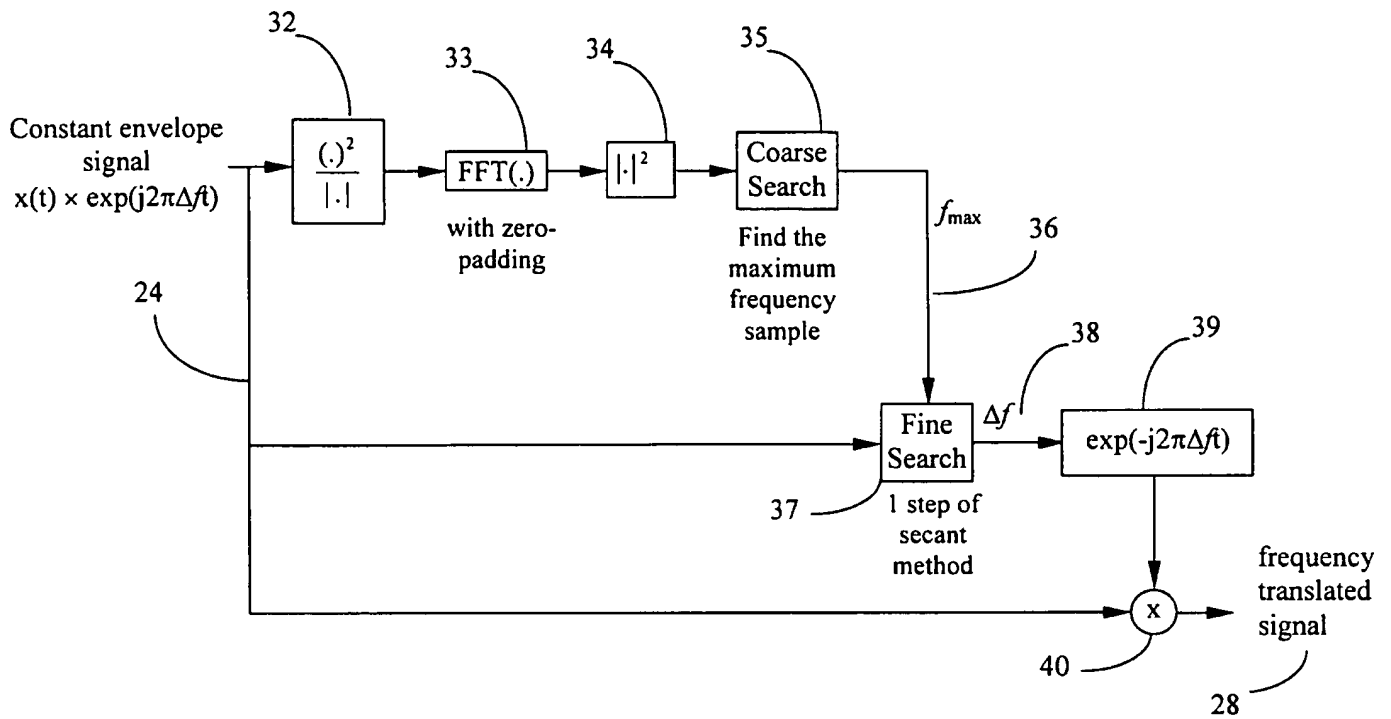 32
33
34
35
Constant envelope
signal
x(t) × exp(j2πΔft)
(.)²
|.|
FFT(.)
with zero-
padding
|.|²
Coarse
Search
Find the
maximum
frequency
sample
f_max
36
24
38
39
Fine
Search
Δf
exp(-j2πΔft)
37
1 step of
secant
method
x
40
frequency
translated
signal
28